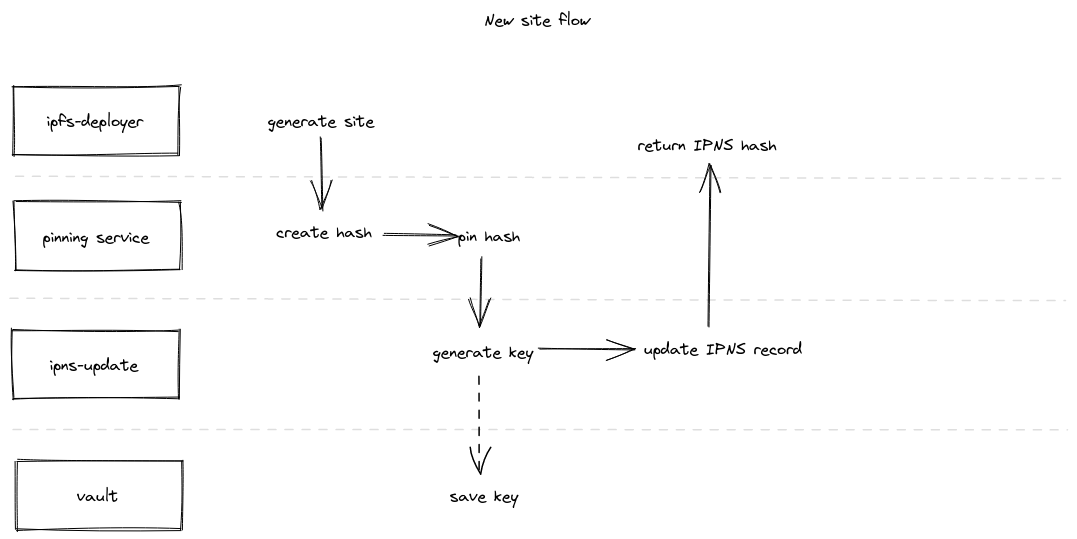 New site flow
ipfs-deployer
generate site
return IPNS hash
pinning service
create hash
pin hash
ipns-update
generate key
update IPNS record
vault
save key